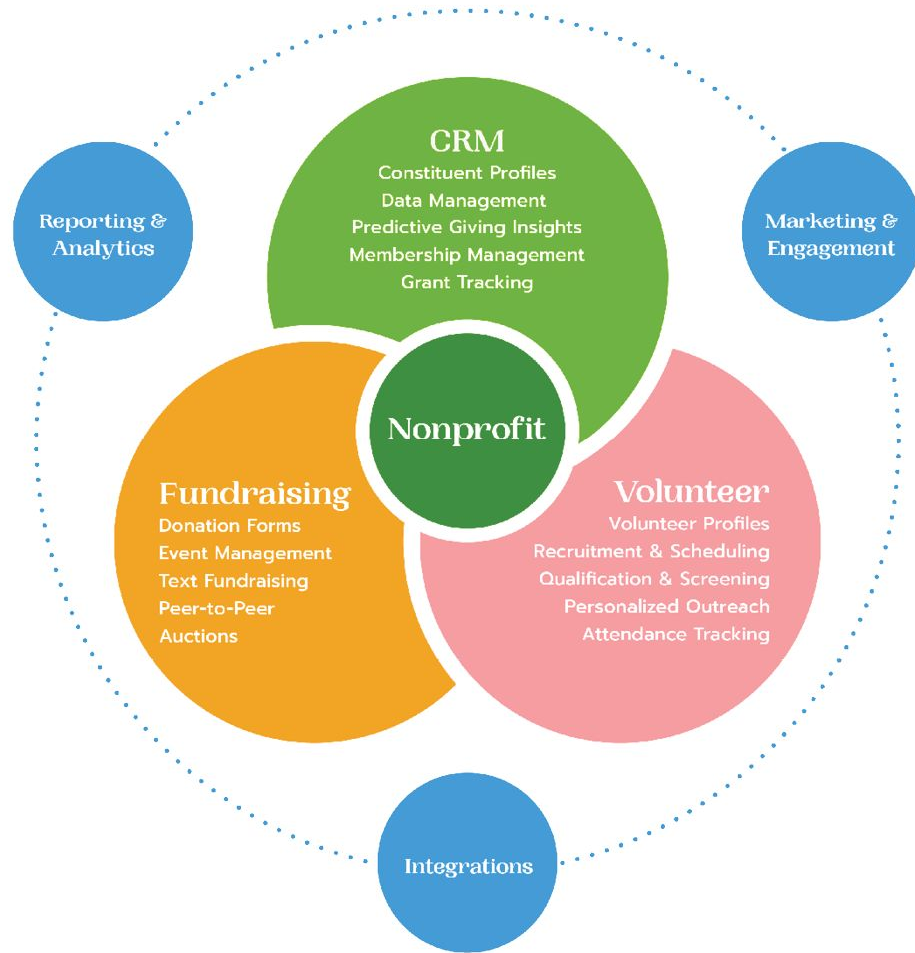 CRM
Constituent Profiles
Data Management
Predictive Giving Insights
Membership Management
Grant Tracking
Reporting &
Analytics
Marketing &
Engagement
Nonprofit
Fundraising
Donation Forms
Event Management
Text Fundraising
Peer-to-Peer
Auctions
Volunteer
Volunteer Profiles
Recruitment & Scheduling
Qualification & Screening
Personalized Outreach
Attendance Tracking
Integrations